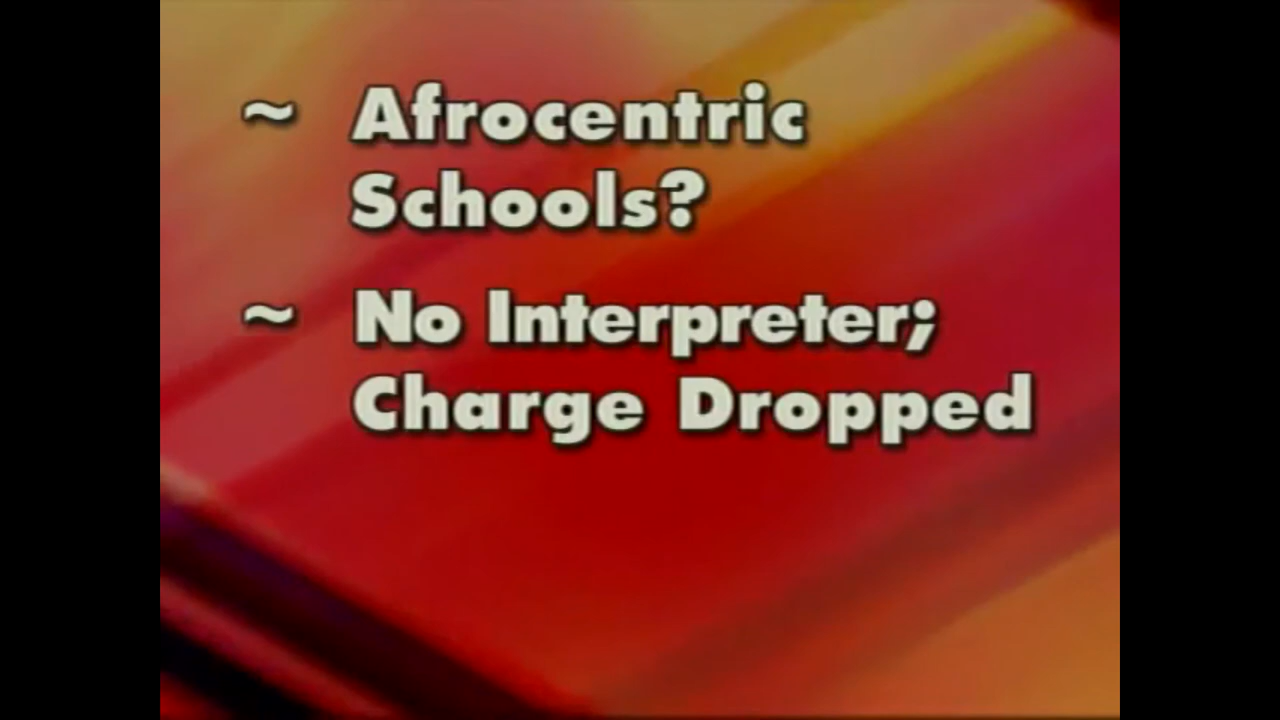 ~ Afrocentric
Schools?
~ No Interpreter;
Charge Dropped